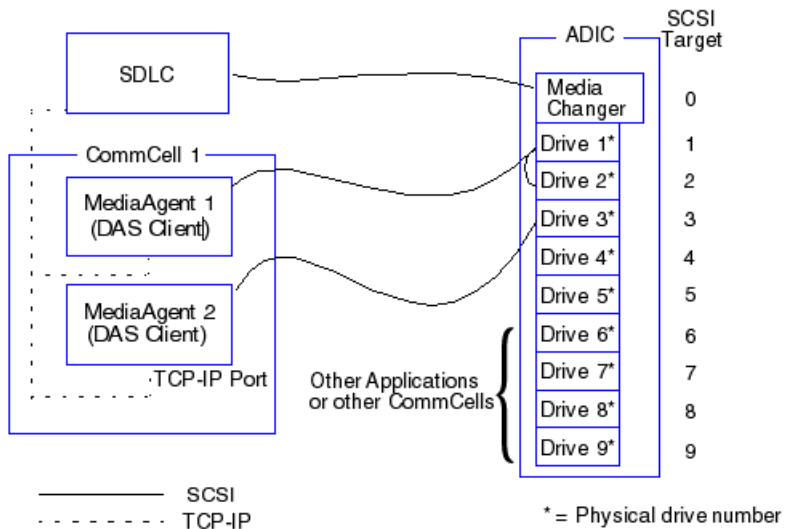 SCSI
Target
ADIC
SDLC
Media
Changer
0
Drive 1*
1
CommCell 1
Drive 2*
2
MediaAgent 1
(DAS Client)
Drive 3*
3
Drive 4*
4
Drive 5*
5
MediaAgent 2
(DAS Client)
Drive 6*
6
TCP-IP Port
Other Applications
or other CommCells
Drive 7*
7
Drive 8*
8
Drive 9*
9
SCSI
TCP-IP
* = Physical drive number